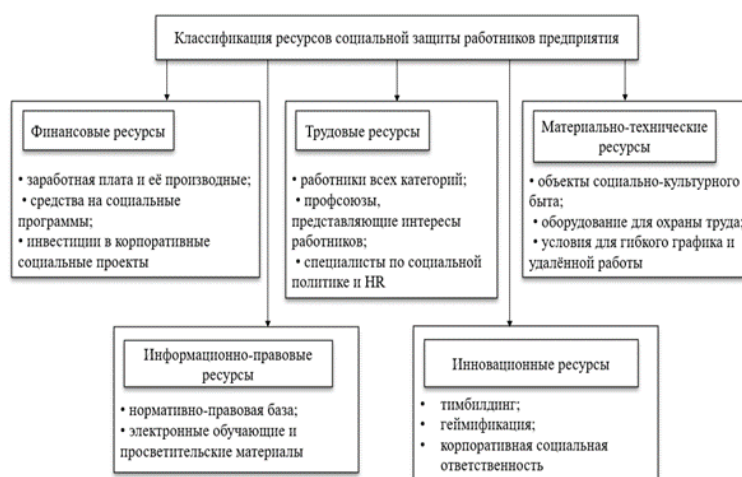 Классификация ресурсов социальной защиты работников предприятия
Финансовые ресурсы
• заработная плата и её производные;
• средства на социальные
программы;
• инвестиции в корпоративные
социальные проекты
Трудовые ресурсы
• работники всех категорий;
• профсоюзы,
представляющие интересы
работников;
• специалисты по социальной
политике и HR
Материально-технические
ресурсы
• объекты социально-культурного
быта;
• оборудование для охраны труда;
• условия для гибкого графика и
удалённой работы
Информационно-правовые
ресурсы
• нормативно-правовая база;
• электронные обучающие и
просветительские материалы
Инновационные ресурсы
• тимбилдинг;
• геймификация;
• корпоративная социальная
ответственность